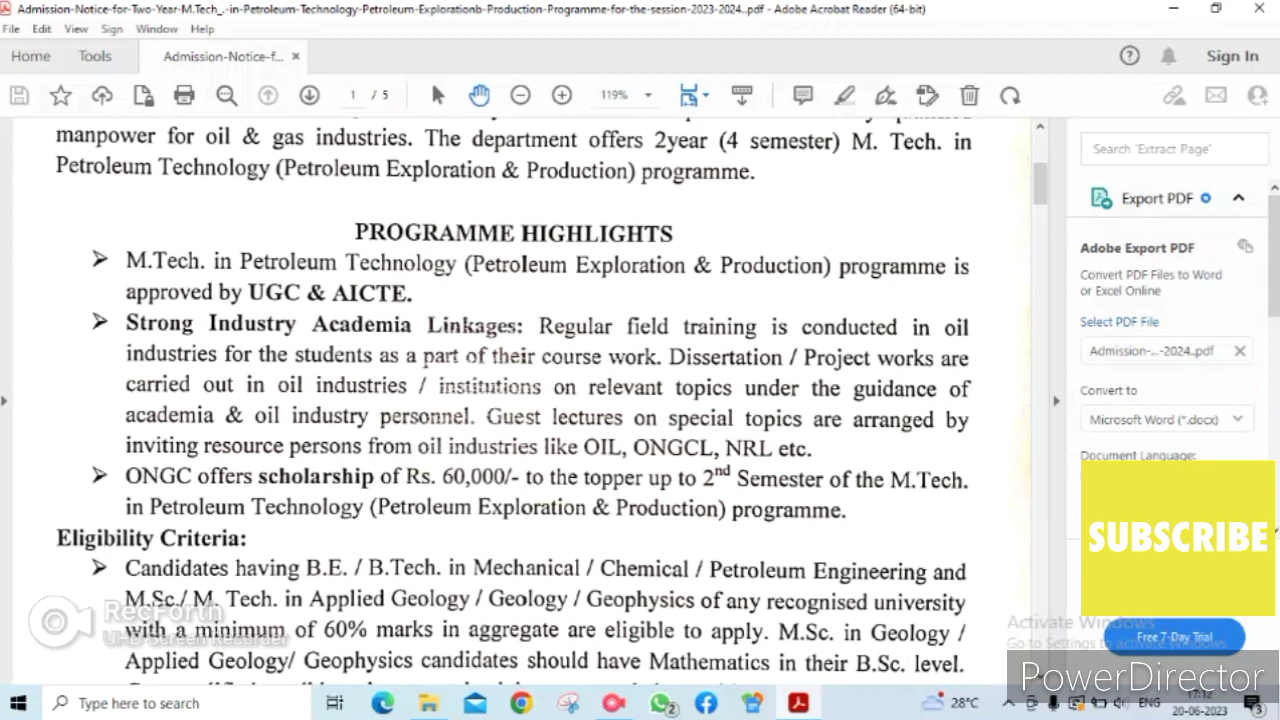 Admission-Notice-for-Two-Year-M.Tech_.-in-Petroleum-Technology-Petroleum-Explorationb-Production-Programme-for-the-session-2023-2024..pdf - Adobe Acrobat Reader (64-bit)
File Edit View Sign Window Help
Home Tools Admission-Notice-f... × Sign In
1 / 5 119%
manpower for oil & gas industries. The department offers 2year (4 semester) M. Tech. in
Petroleum Technology (Petroleum Exploration & Production) programme.
PROGRAMME HIGHLIGHTS
➢ M.Tech. in Petroleum Technology (Petroleum Exploration & Production) programme is
approved by UGC & AICTE.
➢ Strong Industry Academia Linkages: Regular field training is conducted in oil
industries for the students as a part of their course work. Dissertation / Project works are
carried out in oil industries / institutions on relevant topics under the guidance of
academia & oil industry personnel. Guest lectures on special topics are arranged by
inviting resource persons from oil industries like OIL, ONGCL, NRL etc.
➢ ONGC offers scholarship of Rs. 60,000/- to the topper up to 2nd Semester of the M.Tech.
in Petroleum Technology (Petroleum Exploration & Production) programme.
Eligibility Criteria:
➢ Candidates having B.E. / B.Tech. in Mechanical / Chemical / Petroleum Engineering and
M.Sc./ M. Tech. in Applied Geology / Geology / Geophysics of any recognised university
with a minimum of 60% marks in aggregate are eligible to apply. M.Sc. in Geology /
Applied Geology/ Geophysics candidates should have Mathematics in their B.Sc. level.
Search 'Extract Page'
Export PDF
Adobe Export PDF
Convert PDF Files to Word
or Excel Online
Select PDF File
Admission-...-2024..pdf
Convert to
Microsoft Word (*.docx)
Document Language:
SUBSCRIBE
Activate Windows
Go to Settings to activate Windows.
Free 7-Day Trial
RecForth
UHD Screen Recorder
PowerDirector
Type here to search
2
28°C
ENG
17:12
20-06-2023
3